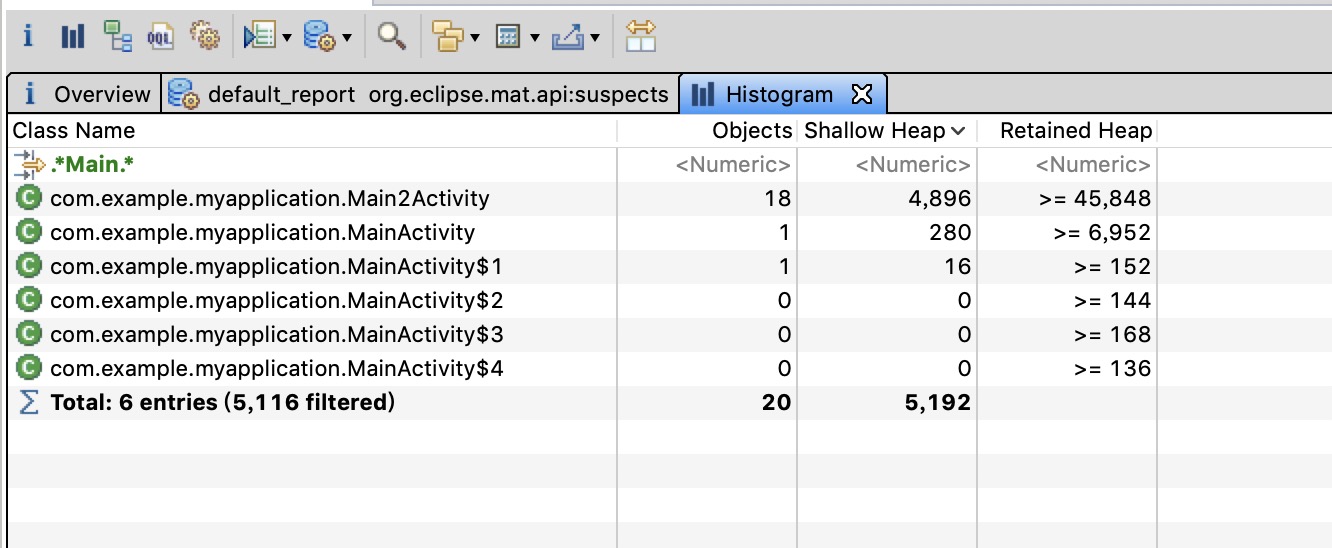 i OQL
i Overview default_report org.eclipse.mat.api:suspects Histogram
Class Name Objects Shallow Heap Retained Heap
.*Main.* <Numeric> <Numeric> <Numeric>
C com.example.myapplication.Main2Activity 18 4,896 >= 45,848
C com.example.myapplication.MainActivity 1 280 >= 6,952
C com.example.myapplication.MainActivity$1 1 16 >= 152
C com.example.myapplication.MainActivity$2 0 0 >= 144
C com.example.myapplication.MainActivity$3 0 0 >= 168
C com.example.myapplication.MainActivity$4 0 0 >= 136
Σ Total: 6 entries (5,116 filtered) 20 5,192